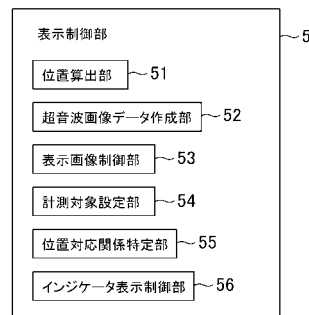 表示制御部
5
位置算出部 51
超音波画像データ作成部 52
表示画像制御部 53
計測対象設定部 54
位置対応関係特定部 55
インジケータ表示制御部 56